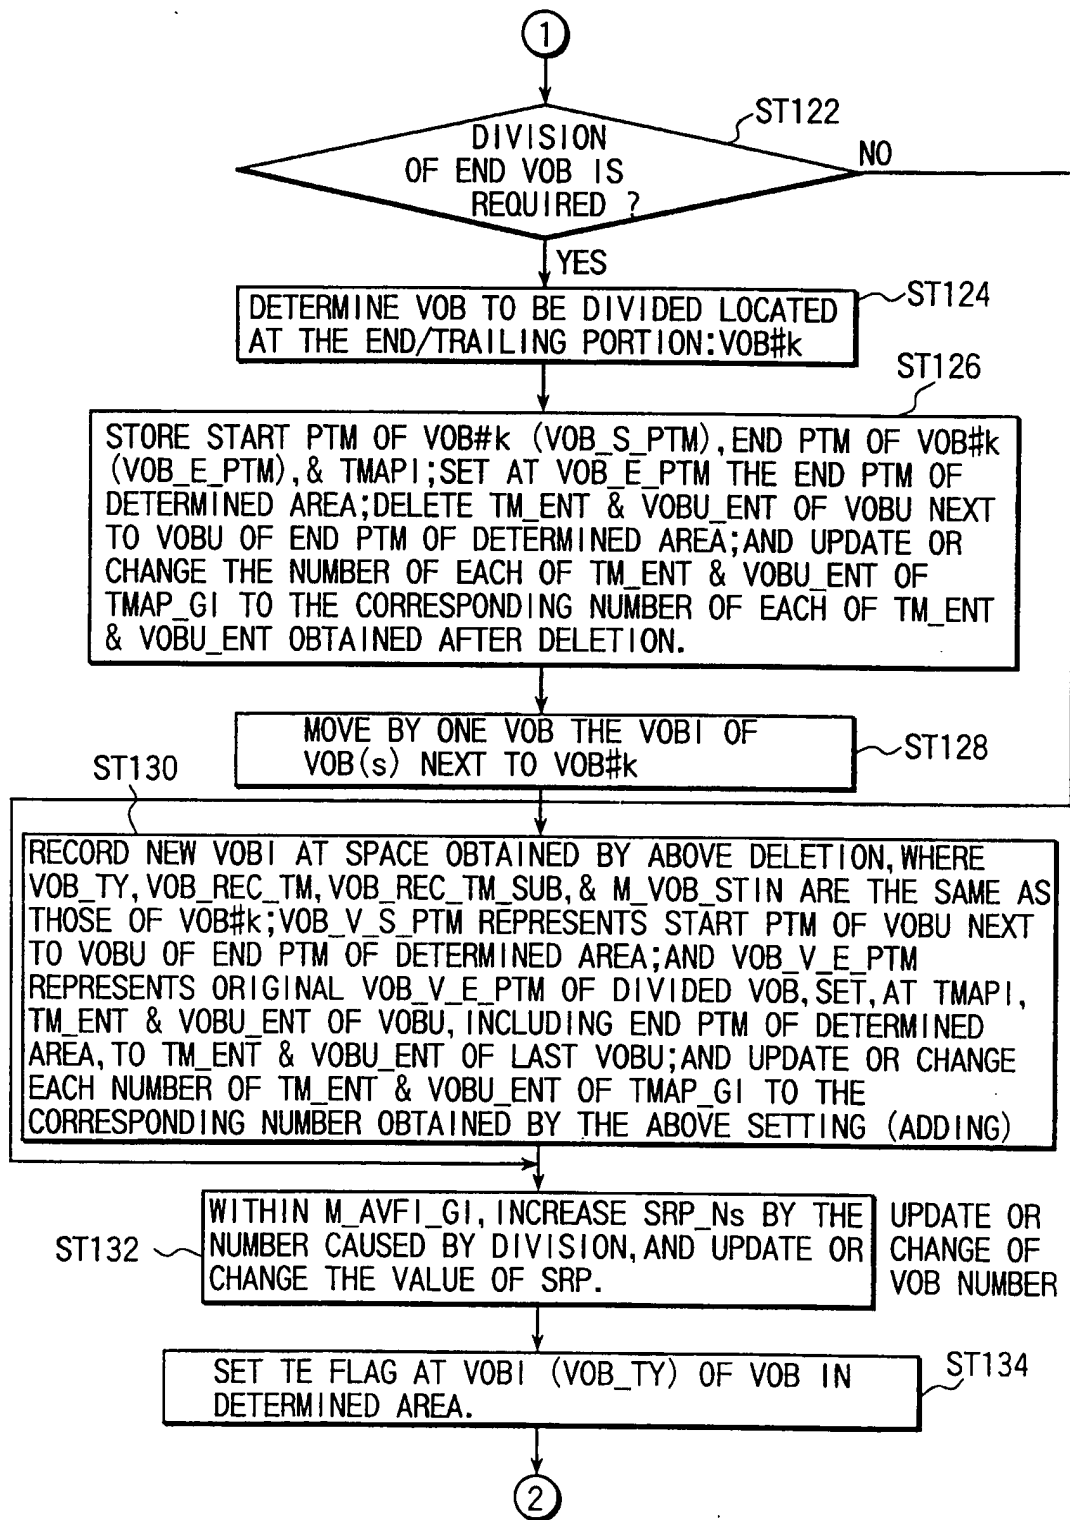 1
ST122
DIVISION
OF END VOB IS
REQUIRED ?
NO
YES
DETERMINE VOB TO BE DIVIDED LOCATED
AT THE END/TRAILING PORTION:VOB#k
ST124
ST126
STORE START PTM OF VOB#k (VOB_S_PTM), END PTM OF VOB#k
(VOB_E_PTM), & TMAPI;SET AT VOB_E_PTM THE END PTM OF
DETERMINED AREA;DELETE TM_ENT & VOBU_ENT OF VOBU NEXT
TO VOBU OF END PTM OF DETERMINED AREA;AND UPDATE OR
CHANGE THE NUMBER OF EACH OF TM_ENT & VOBU_ENT OF
TMAP_GI TO THE CORRESPONDING NUMBER OF EACH OF TM_ENT
& VOBU_ENT OBTAINED AFTER DELETION.
MOVE BY ONE VOB THE VOBI OF
VOB(s) NEXT TO VOB#k
ST128
ST130
RECORD NEW VOBI AT SPACE OBTAINED BY ABOVE DELETION, WHERE
VOB_TY, VOB_REC_TM, VOB_REC_TM_SUB, & M_VOB_STIN ARE THE SAME AS
THOSE OF VOB#k;VOB_V_S_PTM REPRESENTS START PTM OF VOBU NEXT
TO VOBU OF END PTM OF DETERMINED AREA;AND VOB_V_E_PTM
REPRESENTS ORIGINAL VOB_V_E_PTM OF DIVIDED VOB, SET, AT TMAPI,
TM_ENT & VOBU_ENT OF VOBU, INCLUDING END PTM OF DETERMINED
AREA, TO TM_ENT & VOBU_ENT OF LAST VOBU;AND UPDATE OR CHANGE
EACH NUMBER OF TM_ENT & VOBU_ENT OF TMAP_GI TO THE
CORRESPONDING NUMBER OBTAINED BY THE ABOVE SETTING (ADDING)
ST132
WITHIN M_AVFI_GI, INCREASE SRP_Ns BY THE
NUMBER CAUSED BY DIVISION, AND UPDATE OR
CHANGE THE VALUE OF SRP.
UPDATE OR
CHANGE OF
VOB NUMBER
SET TE FLAG AT VOBI (VOB_TY) OF VOB IN
DETERMINED AREA.
ST134
2